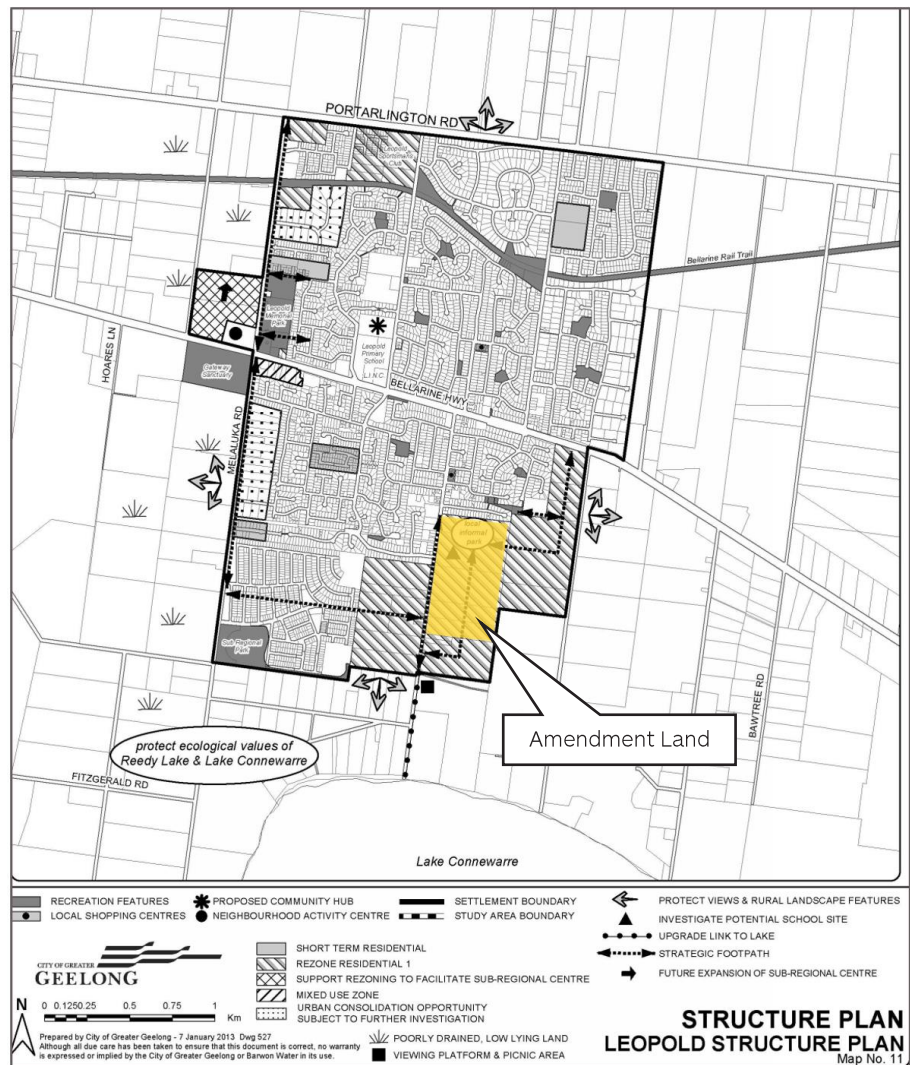 PORTARLINGTON RD
Leopold
Sportsmans
Club
Bellarine Rail Trail
HOARES LN
Leopold
Memorial
Park
Leopold
Primary
School
L I N C
Gateway
Sanctuary
BELLARINE HWY
MELALUKA RD
local
informal
park
Sub-Regional
Park
BAWTREE RD
Amendment Land
protect ecological values of
Reedy Lake & Lake Connewarre
FITZGERALD RD
Lake Connewarre
RECREATION FEATURES
LOCAL SHOPPING CENTRES
PROPOSED COMMUNITY HUB
NEIGHBOURHOOD ACTIVITY CENTRE
SETTLEMENT BOUNDARY
STUDY AREA BOUNDARY
PROTECT VIEWS & RURAL LANDSCAPE FEATURES
INVESTIGATE POTENTIAL SCHOOL SITE
UPGRADE LINK TO LAKE
STRATEGIC FOOTPATH
FUTURE EXPANSION OF SUB-REGIONAL CENTRE
CITY OF GREATER
GEELONG
SHORT TERM RESIDENTIAL
REZONE RESIDENTIAL 1
SUPPORT REZONING TO FACILITATE SUB-REGIONAL CENTRE
MIXED USE ZONE
URBAN CONSOLIDATION OPPORTUNITY
SUBJECT TO FURTHER INVESTIGATION
POORLY DRAINED, LOW LYING LAND
VIEWING PLATFORM & PICNIC AREA
N
0 0.1250.25 0.5 0.75 1
Km
Prepared by City of Greater Geelong - 7 January 2013 Dwg 527
Although all due care has been taken to ensure that this document is correct, no warranty
is expressed or implied by the City of Greater Geelong or Barwon Water in its use.
STRUCTURE PLAN
LEOPOLD STRUCTURE PLAN
Map No. 11